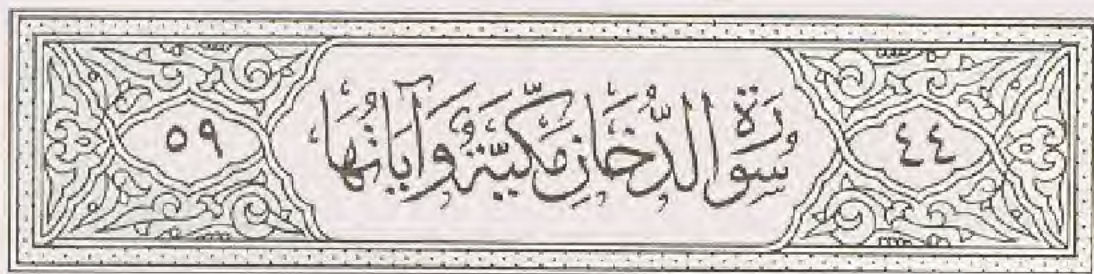 ٤٤ سُورَةُ الدُّخَانِ مَكِّيَّةٌ وَآيَاتُهَا ٥٩